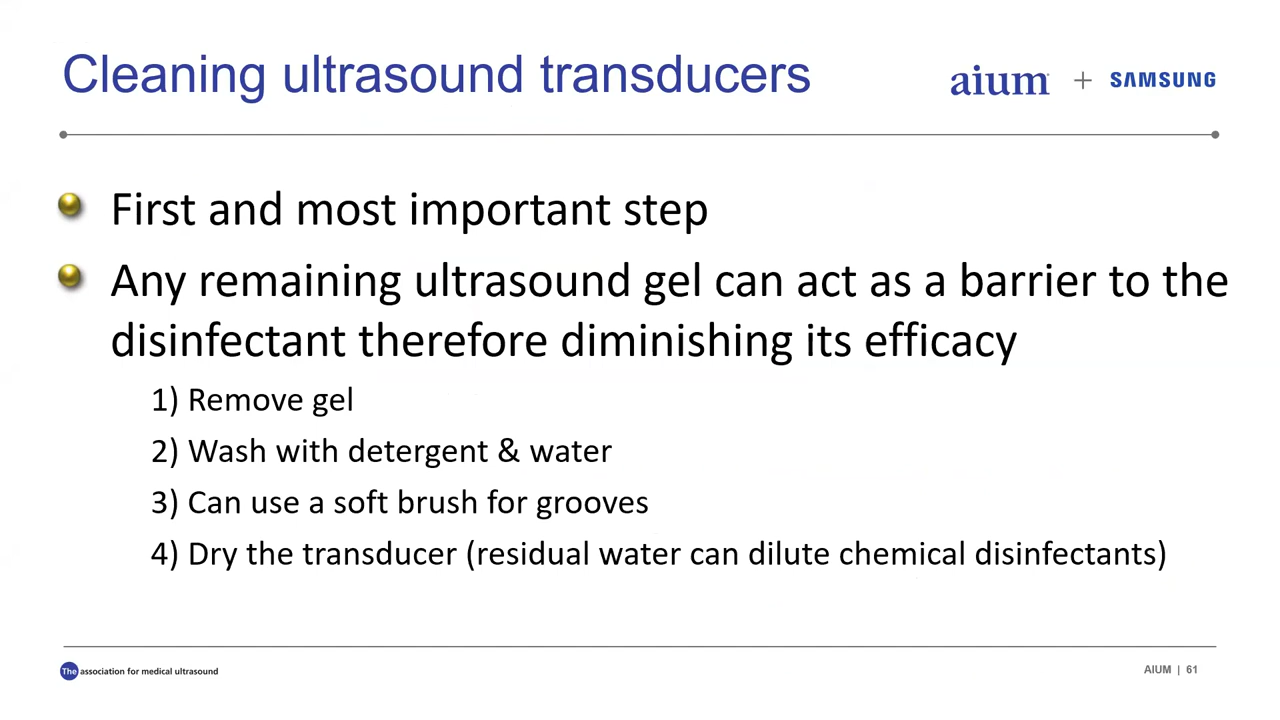 Cleaning ultrasound transducers
aium + SAMSUNG
First and most important step
Any remaining ultrasound gel can act as a barrier to the
disinfectant therefore diminishing its efficacy
1) Remove gel
2) Wash with detergent & water
3) Can use a soft brush for grooves
4) Dry the transducer (residual water can dilute chemical disinfectants)
The association for medical ultrasound
AIUM | 61